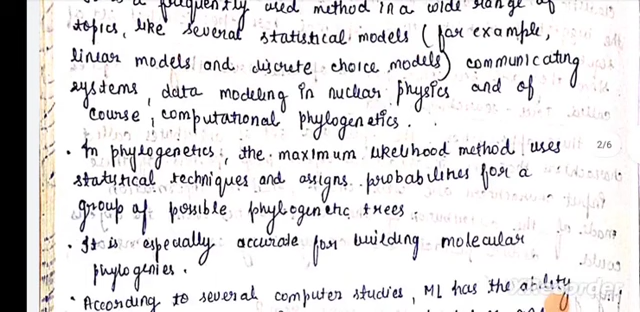 is a frequently used method in a wide range of
topics, like several statistical models (for example,
linear models and discrete choice models) communicating
systems, data modeling in nuclear physics and of
course, computational phylogenetics.
2/6
• In phylogenetics, the maximum likelihood method uses
statistical techniques and assigns probabilities for a
group of possible phylogenetic trees.
• It is especially accurate for building molecular
phylogenies.
• According to several computer studies, ML has the ability